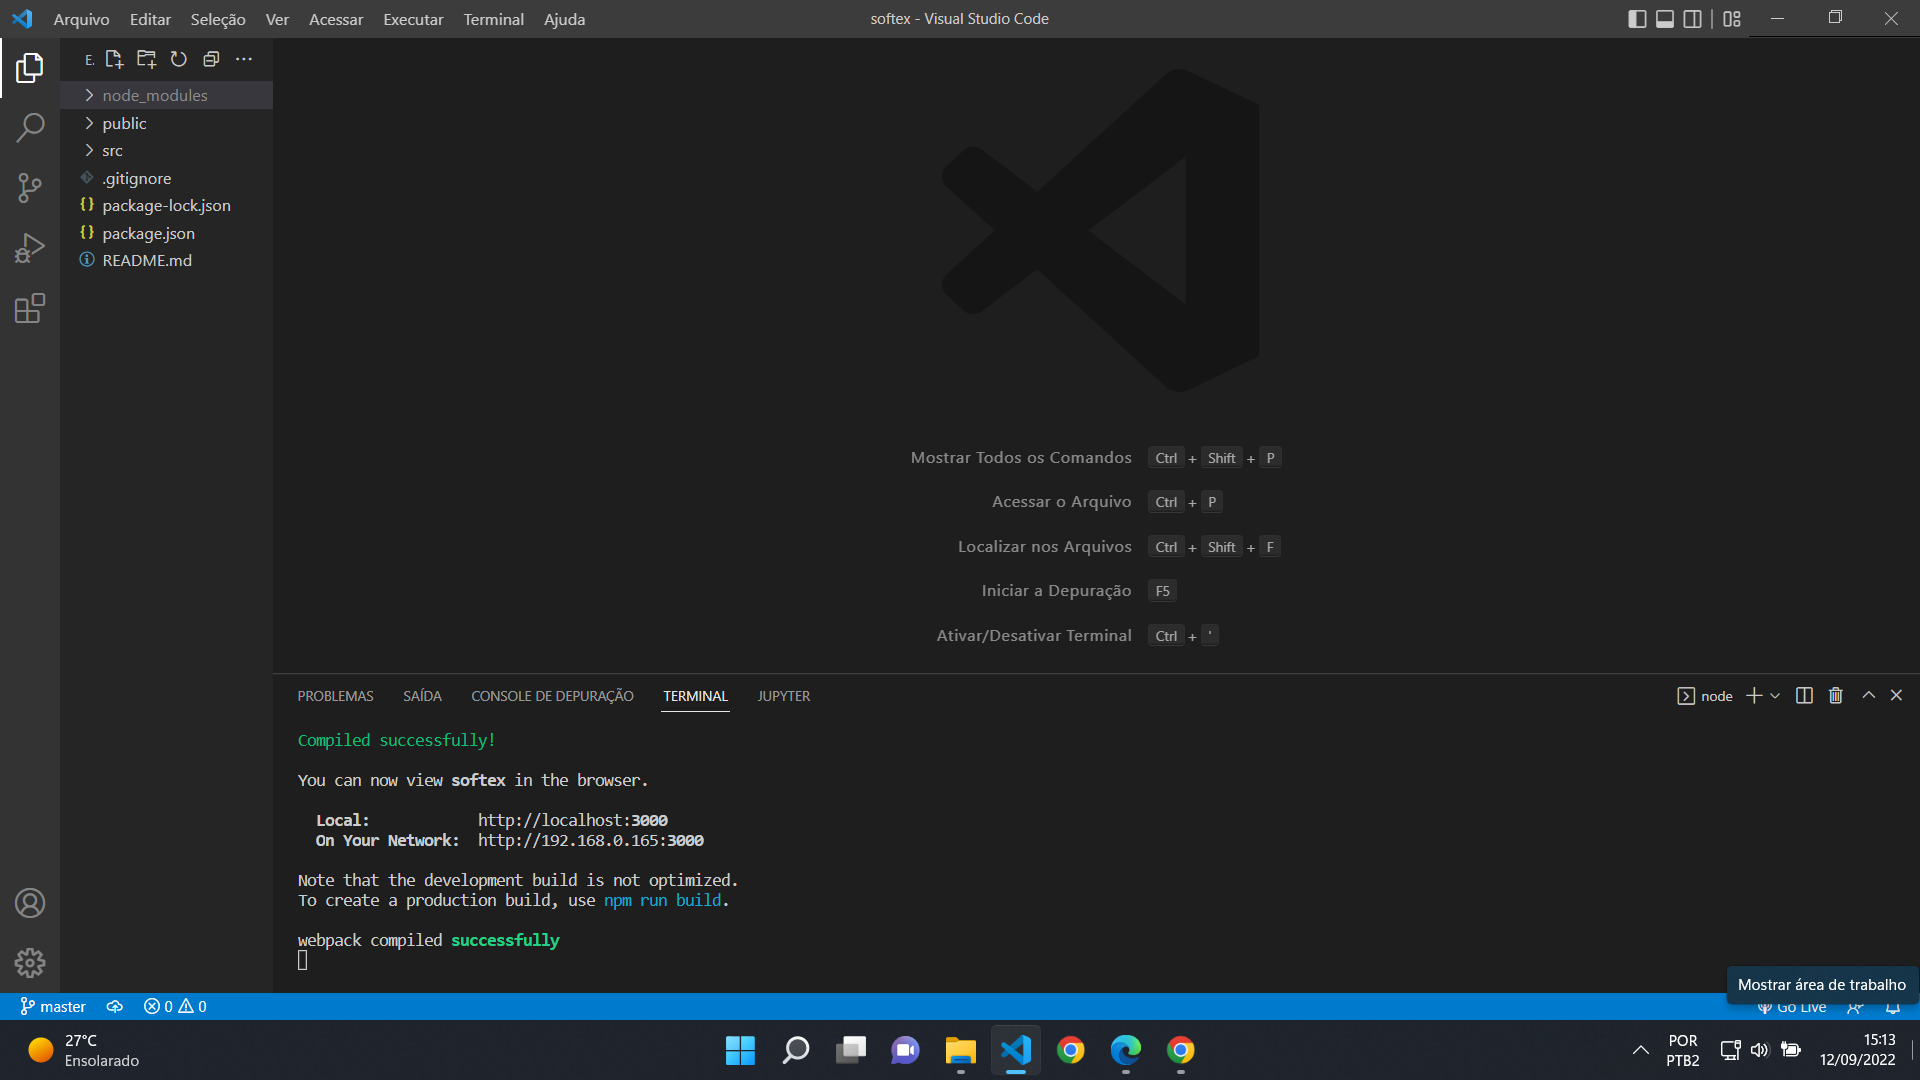 Arquivo Editar Seleção Ver Acessar Executar Terminal Ajuda
softex - Visual Studio Code
E.
node_modules
public
src
.gitignore
package-lock.json
package.json
README.md
Mostrar Todos os Comandos Ctrl + Shift + P
Acessar o Arquivo Ctrl + P
Localizar nos Arquivos Ctrl + Shift + F
Iniciar a Depuração F5
Ativar/Desativar Terminal Ctrl + '
PROBLEMAS SAÍDA CONSOLE DE DEPURAÇÃO TERMINAL JUPYTER
node
Compiled successfully!
You can now view softex in the browser.
Local: http://localhost:3000
On Your Network: http://192.168.0.165:3000
Note that the development build is not optimized.
To create a production build, use npm run build.
webpack compiled successfully
Mostrar área de trabalho
master 0 0 Go Live
27°C
Ensolarado
POR
PTB2
15:13
12/09/2022